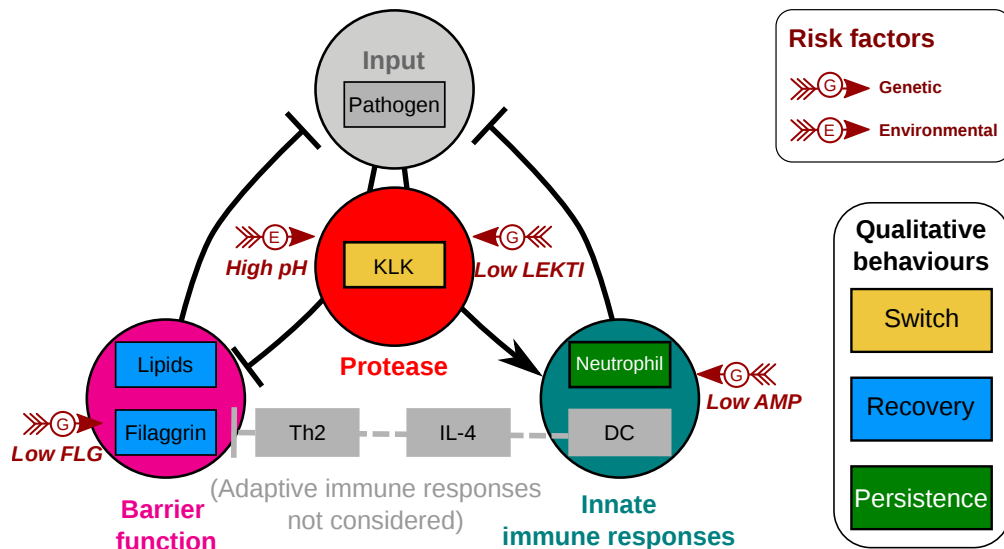 Input
Pathogen
Risk factors
G Genetic
E Environmental
E
High pH
KLK
G
Low LEKTI
Protease
Qualitative
behaviours
Switch
Recovery
Persistence
Lipids
Filaggrin
G
Low FLG
Neutrophil
G
Low AMP
Th2
IL-4
DC
(Adaptive immune responses
not considered)
Barrier
function
Innate
immune responses